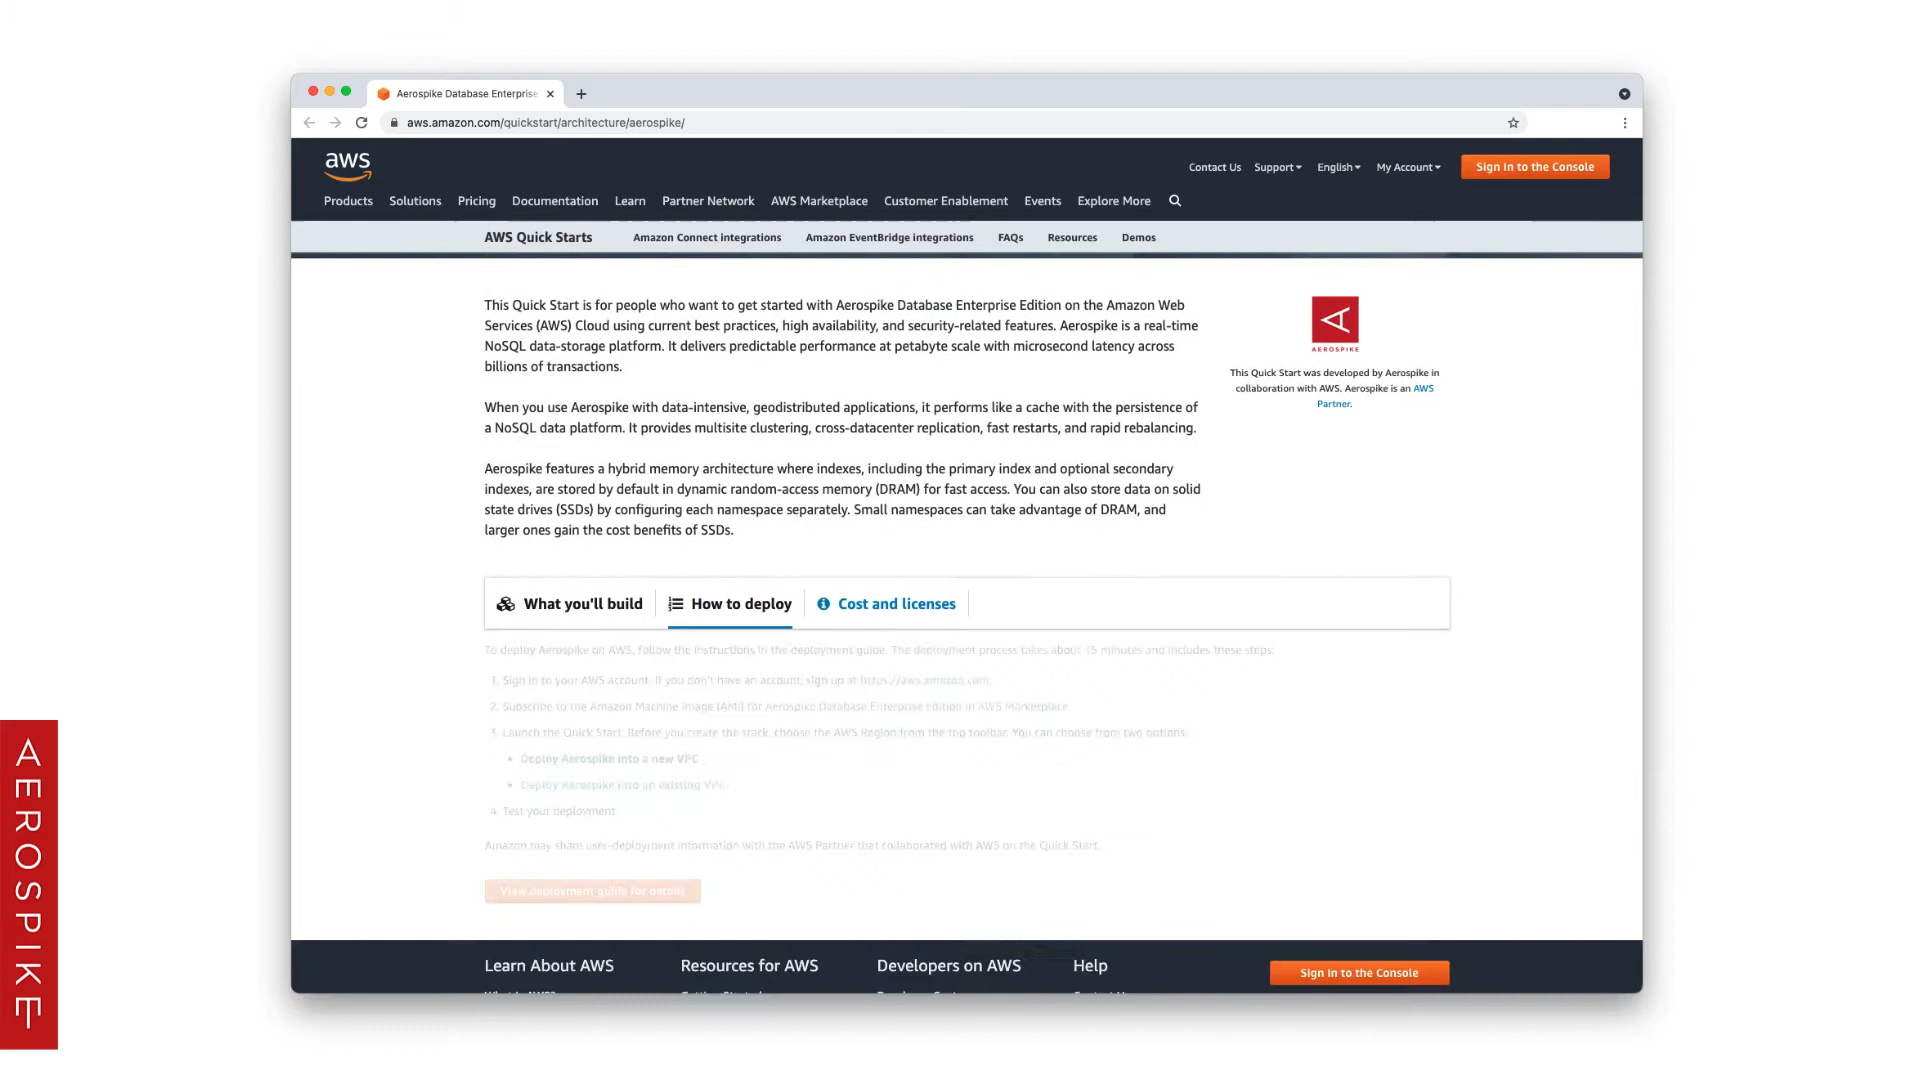 Aerospike Database Enterprise
aws.amazon.com/quickstart/architecture/aerospike/
aws
Contact Us Support English My Account Sign In to the Console
Products Solutions Pricing Documentation Learn Partner Network AWS Marketplace Customer Enablement Events Explore More
AWS Quick Starts Amazon Connect integrations Amazon EventBridge integrations FAQs Resources Demos
This Quick Start is for people who want to get started with Aerospike Database Enterprise Edition on the Amazon Web
Services (AWS) Cloud using current best practices, high availability, and security-related features. Aerospike is a real-time
NoSQL data-storage platform. It delivers predictable performance at petabyte scale with microsecond latency across
billions of transactions.
When you use Aerospike with data-intensive, geodistributed applications, it performs like a cache with the persistence of
a NoSQL data platform. It provides multisite clustering, cross-datacenter replication, fast restarts, and rapid rebalancing.
Aerospike features a hybrid memory architecture where indexes, including the primary index and optional secondary
indexes, are stored by default in dynamic random-access memory (DRAM) for fast access. You can also store data on solid
state drives (SSDs) by configuring each namespace separately. Small namespaces can take advantage of DRAM, and
larger ones gain the cost benefits of SSDs.
AEROSPIKE
This Quick Start was developed by Aerospike in
collaboration with AWS. Aerospike is an AWS
Partner.
What you'll build How to deploy Cost and licenses
To deploy Aerospike on AWS, follow the instructions in the deployment guide. The deployment process takes about 15 minutes and includes these steps:
1. Sign in to your AWS account. If you don't have an account, sign up at https://aws.amazon.com.
2. Subscribe to the Amazon Machine Image (AMI) for Aerospike Database Enterprise Edition in AWS Marketplace.
3. Launch the Quick Start. Before you create the stack, choose the AWS Region from the top toolbar. You can choose from two options:
• Deploy Aerospike into a new VPC
• Deploy Aerospike into an existing VPC
4. Test your deployment.
Amazon may share user-deployment information with the AWS Partner that collaborated with AWS on the Quick Start.
View deployment guide for details
Learn About AWS Resources for AWS Developers on AWS Help Sign In to the Console
AEROSPIKE